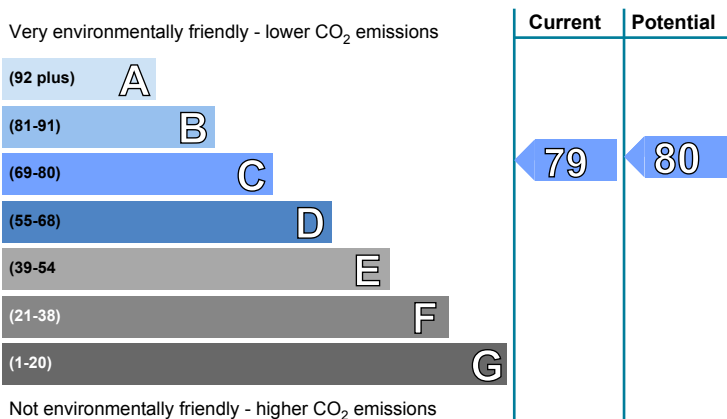 Very environmentally friendly - lower CO2 emissions
Current
Potential
(92 plus) A
(81-91) B
(69-80) C
79
80
(55-68) D
(39-54 E
(21-38) F
(1-20) G
Not environmentally friendly - higher CO2 emissions